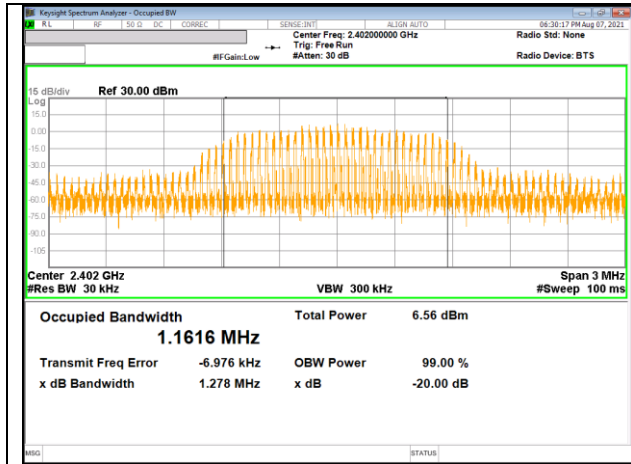 Keysight Spectrum Analyzer - Occupied BW
RL RF 50 Ω DC CORREC SENSE:INT ALIGN AUTO 06:30:17 PM Aug 07, 2021
Center Freq: 2.402000000 GHz Radio Std: None
Trig: Free Run
#IFGain:Low #Atten: 30 dB Radio Device: BTS
15 dB/div Ref 30.00 dBm
Log
15.0
0.00
-15.0
-30.0
-45.0
-60.0
-75.0
-90.0
-105
Center 2.402 GHz Span 3 MHz
#Res BW 30 kHz VBW 300 kHz #Sweep 100 ms
Occupied Bandwidth Total Power 6.56 dBm
1.1616 MHz
Transmit Freq Error -6.976 kHz OBW Power 99.00 %
x dB Bandwidth 1.278 MHz x dB -20.00 dB
MSG STATUS